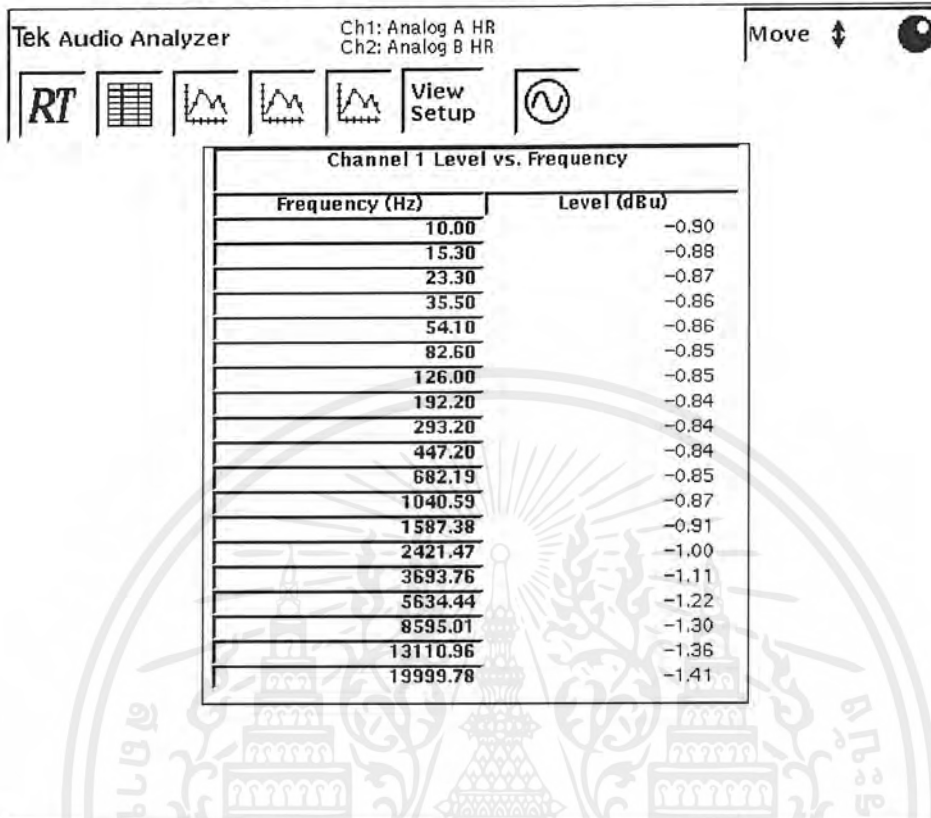 Tek Audio Analyzer
Ch1: Analog A HR
Ch2: Analog B HR
Move
RT
View
Setup
Channel 1 Level vs. Frequency
Frequency (Hz) Level (dBu)
10.00 -0.90
15.30 -0.88
23.30 -0.87
35.50 -0.86
54.10 -0.86
82.60 -0.85
126.00 -0.85
192.20 -0.84
293.20 -0.84
447.20 -0.84
682.19 -0.85
1040.59 -0.87
1587.38 -0.91
2421.47 -1.00
3693.76 -1.11
5634.44 -1.22
8595.01 -1.30
13110.96 -1.36
19999.78 -1.41